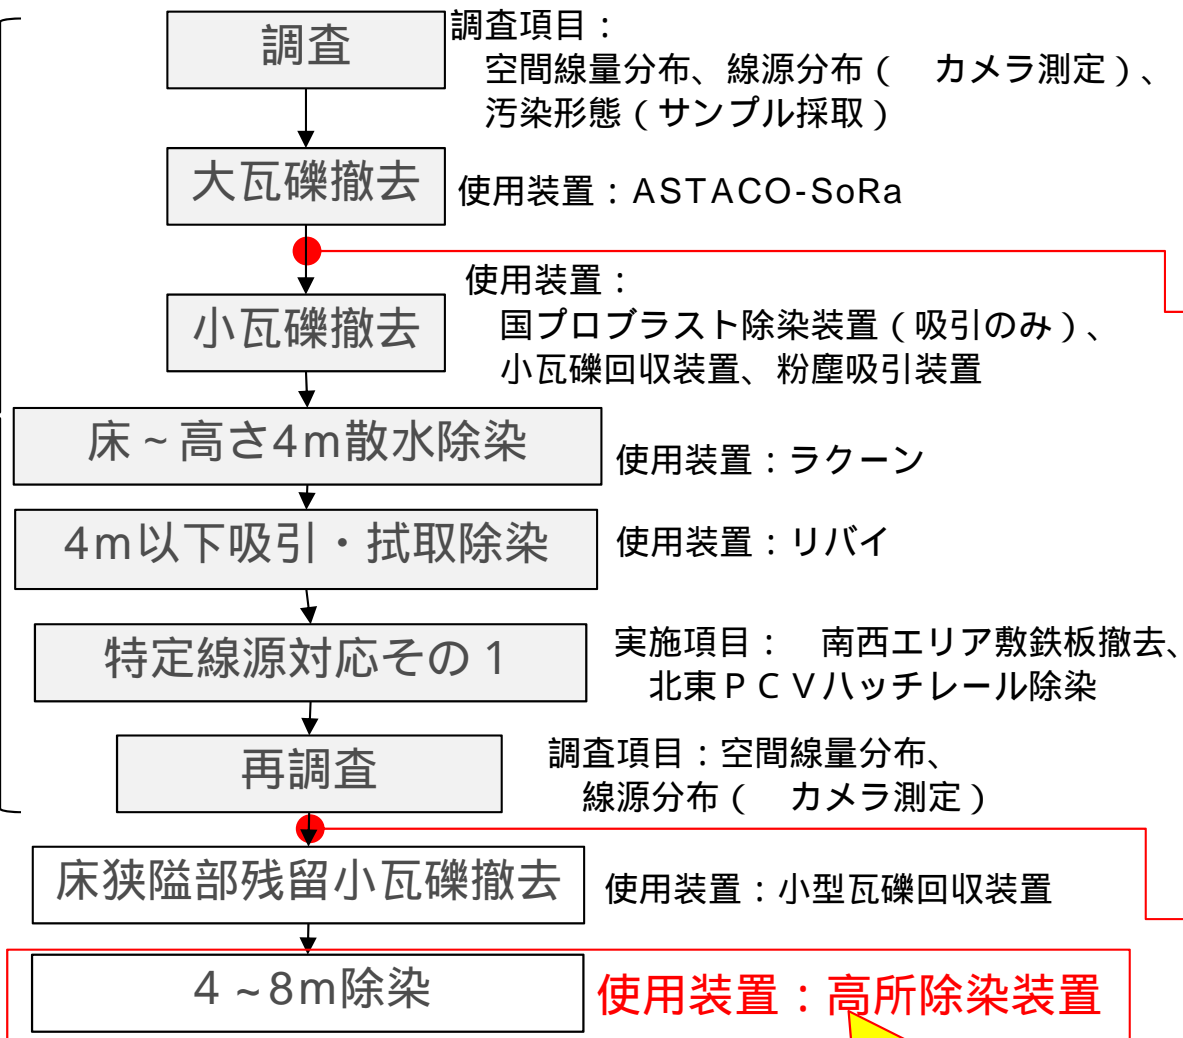 調査
調査項目：
空間線量分布、線源分布（　カメラ測定）、
汚染形態（サンプル採取）
大瓦礫撤去
使用装置：ASTACO-SoRa
小瓦礫撤去
使用装置：
国プロブラスト除染装置（吸引のみ）、
小瓦礫回収装置、粉塵吸引装置
床～高さ4m散水除染
使用装置：ラクーン
4m以下吸引・拭取除染
使用装置：リバイ
特定線源対応その１
実施項目：　南西エリア敷鉄板撤去、
北東ＰＣＶハッチレール除染
再調査
調査項目：空間線量分布、
線源分布（　カメラ測定）
床狭隘部残留小瓦礫撤去
使用装置：小型瓦礫回収装置
４～8m除染
使用装置：高所除染装置